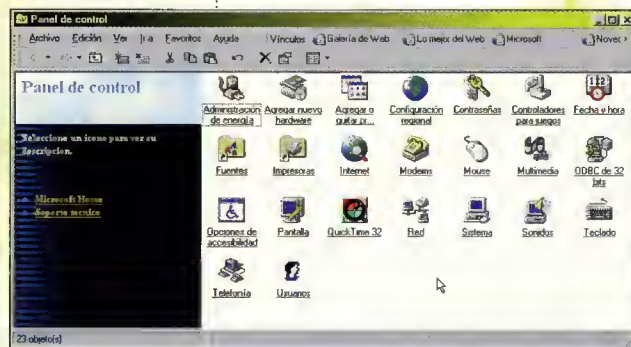 Panel de control
Archivo Edición Ver Ir a Favoritos Ayuda Vínculos Galería de Web Lo mejor del Web Microsoft
Panel de control
Seleccione un icono para ver su
descripción.
Microsoft Home
Soporte técnico
Administración de energía
Agregar nuevo hardware
Agregar o quitar pr...
Configuración regional
Contraseñas
Controladores para juegos
Fecha y hora
Fuentes
Impresoras
Internet
Modems
Mouse
Multimedia
ODBC de 32 bits
Opciones de accesibilidad
Pantalla
QuickTime 32
Red
Sistema
Sonidos
Teclado
Telefonía
Usuarios
23 objeto(s)